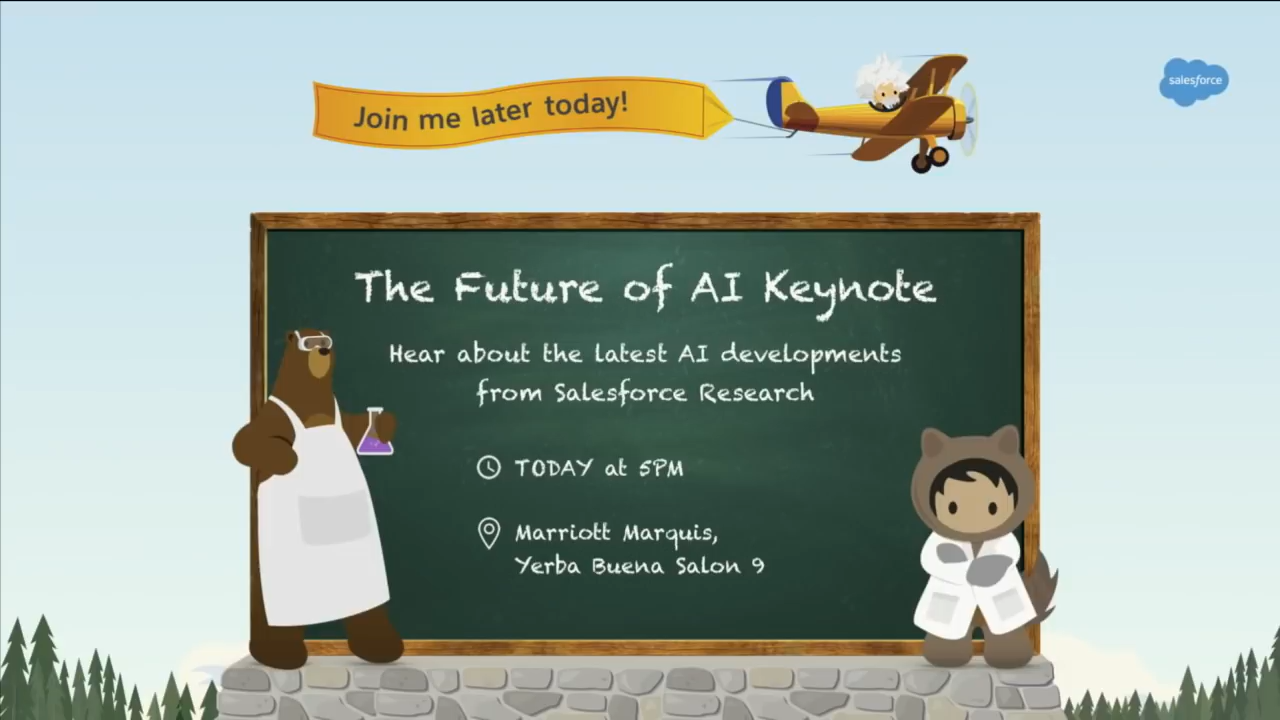 Join me later today!
salesforce
The Future of AI Keynote
Hear about the latest AI developments
from Salesforce Research
TODAY at 5PM
Marriott Marquis,
Yerba Buena Salon 9